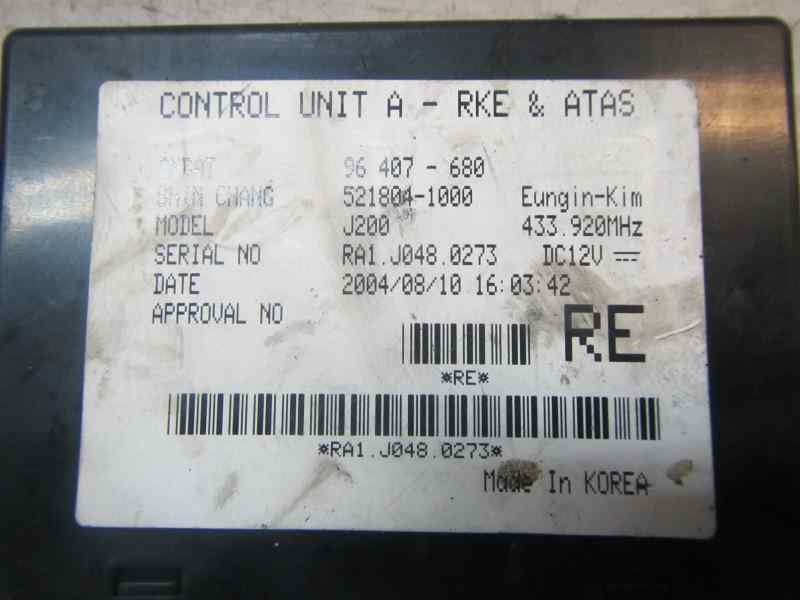 CONTROL UNIT A - RKE & ATAS
96 407 - 680
SHIN CHANG 521804-1000 Eungin-Kim
MODEL J200 433.920MHz
SERIAL NO RA1.J048.0273 DC12V
DATE 2004/08/10 16:03:42
APPROVAL NO
RE
*RE*
*RA1.J048.0273*
Made In KOREA